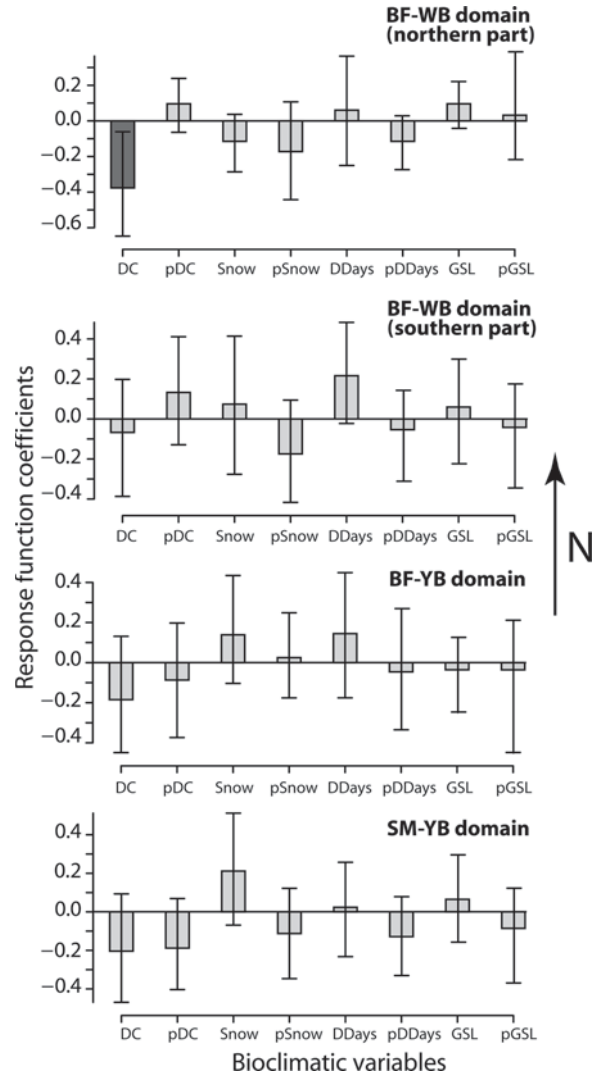 BF-WB domain
(northern part)
0.2
0.0
−0.2
−0.4
−0.6
DC pDC Snow pSnow DDays pDDays GSL pGSL
BF-WB domain
(southern part)
0.4
0.2
0.0
−0.2
−0.4
DC pDC Snow pSnow DDays pDDays GSL pGSL
BF-YB domain
0.4
0.2
0.0
−0.2
−0.4
DC pDC Snow pSnow DDays pDDays GSL pGSL
SM-YB domain
0.4
0.2
0.0
−0.2
−0.4
DC pDC Snow pSnow DDays pDDays GSL pGSL
Response function coefficients
Bioclimatic variables
N